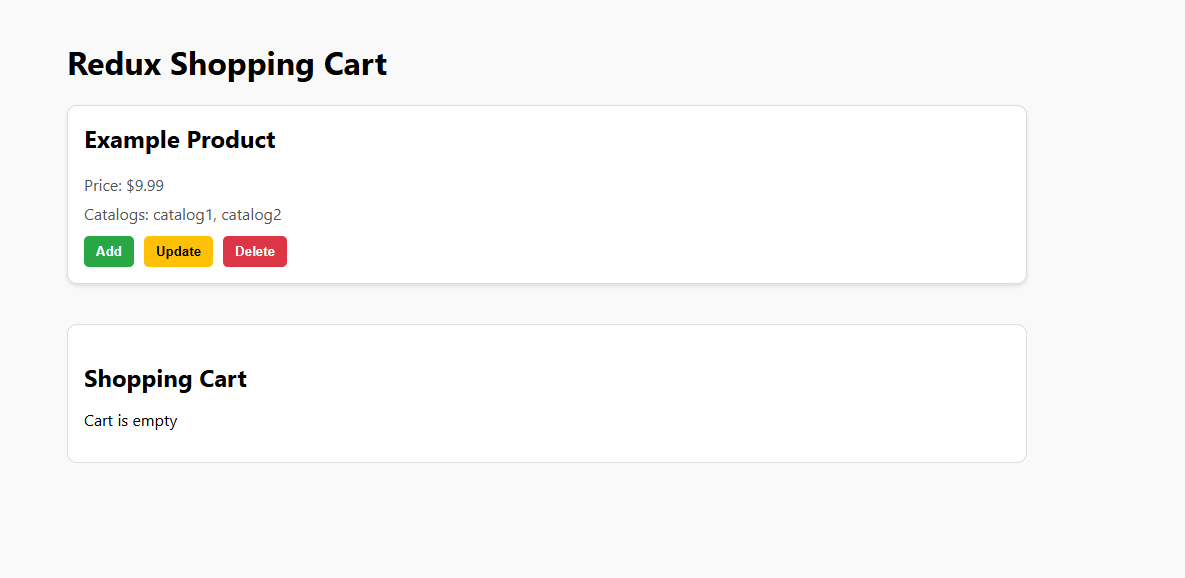 Redux Shopping Cart
Example Product
Price: $9.99
Catalogs: catalog1, catalog2
Add Update Delete
Shopping Cart
Cart is empty